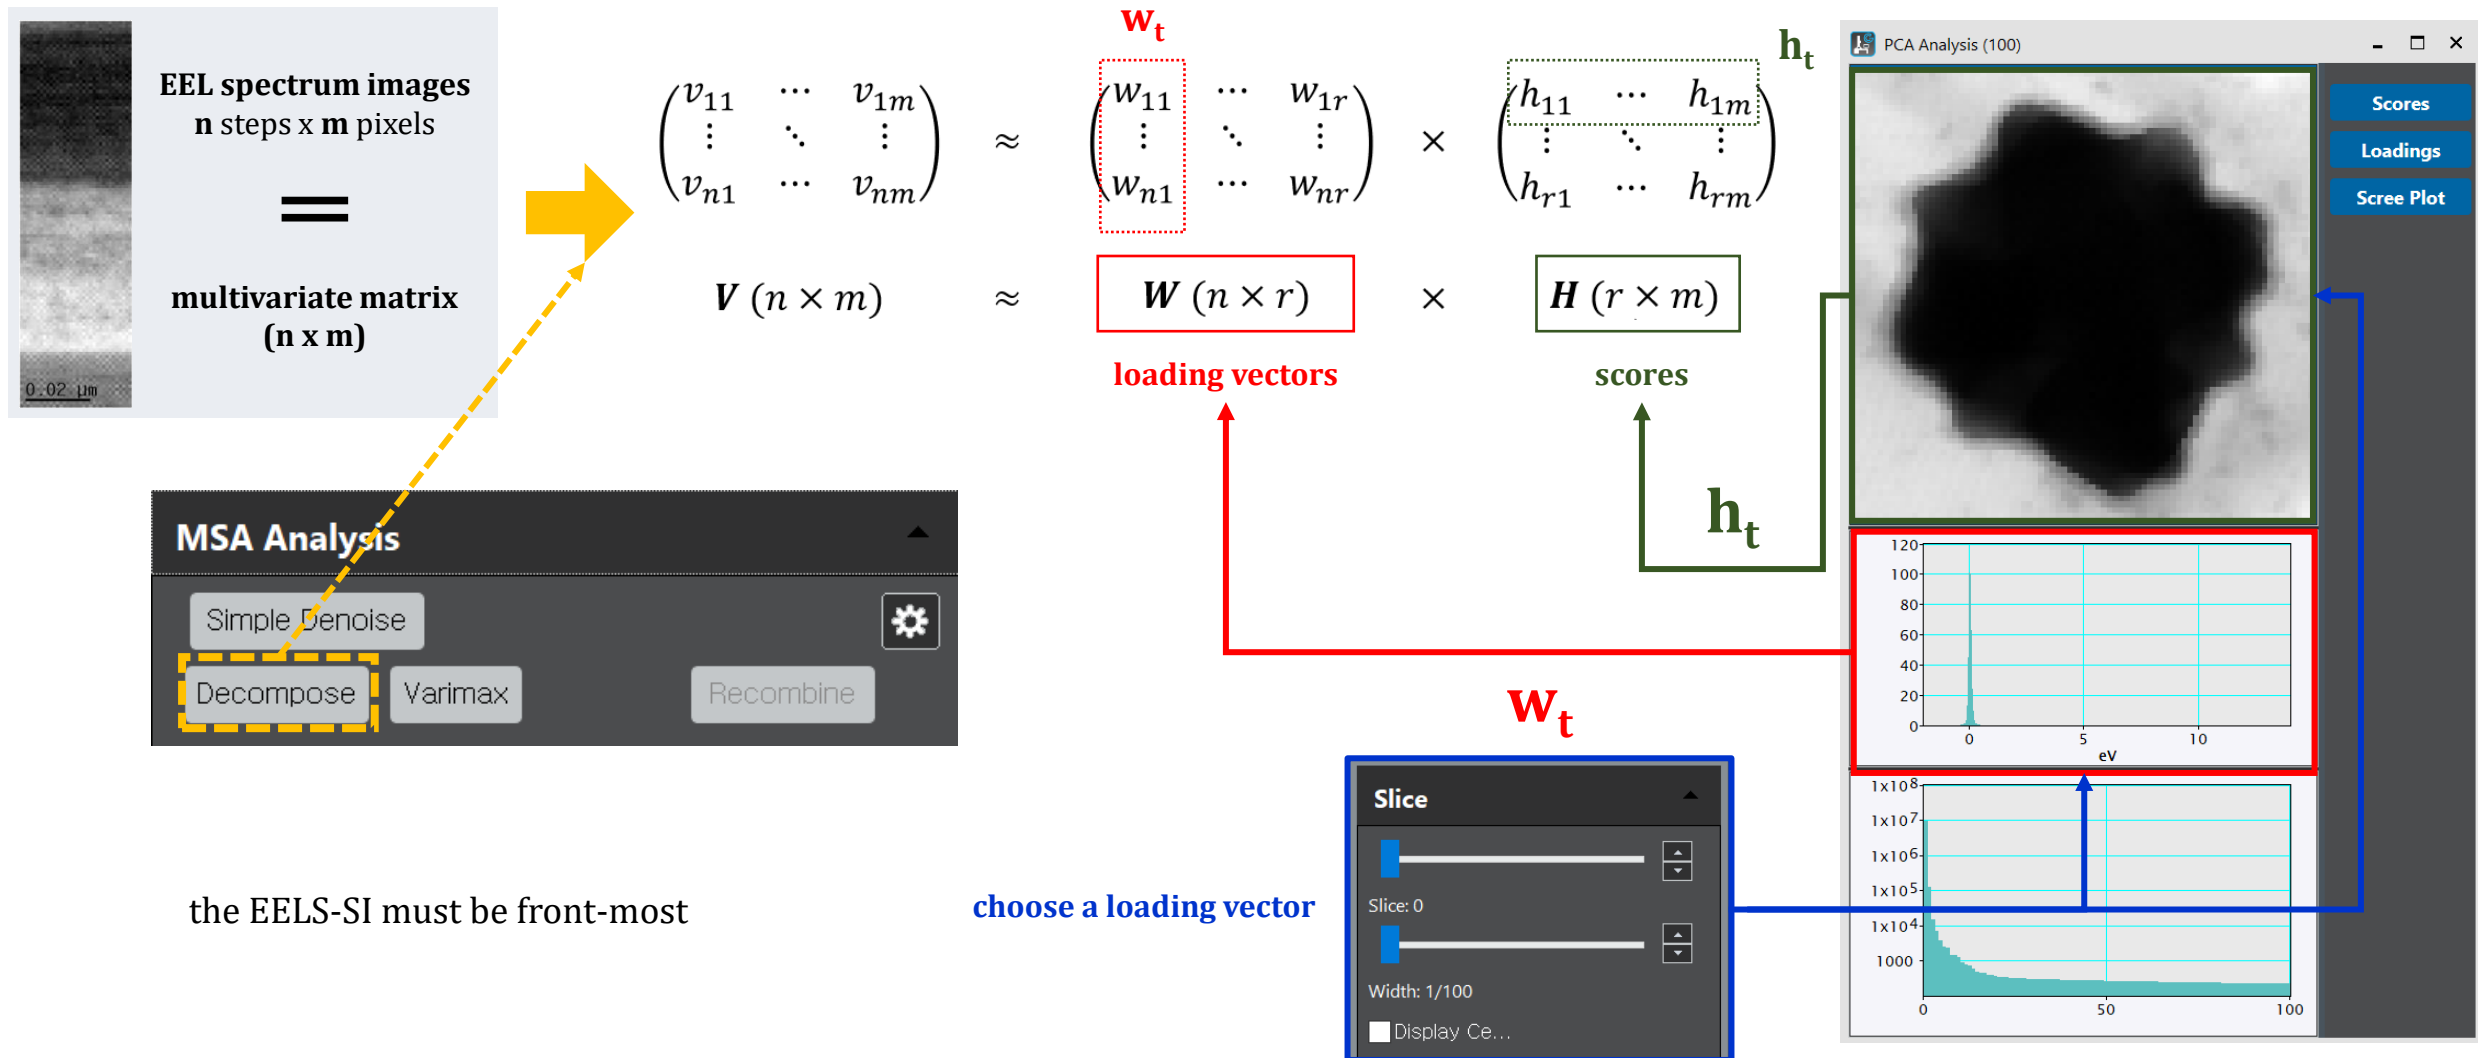 EEL spectrum images
n steps x m pixels
=
multivariate matrix
(n x m)
0.02 µm
w_t
h_t
v_11 ⋯ v_1m
⋮ ⋱ ⋮
v_n1 ⋯ v_nm
≈
w_11 ⋯ w_1r
⋮ ⋱ ⋮
w_n1 ⋯ w_nr
×
h_11 ⋯ h_1m
⋮ ⋱ ⋮
h_r1 ⋯ h_rm
V (n × m) ≈ W (n × r) × H (r × m)
loading vectors
scores
MSA Analysis
Simple Denoise
Decompose Varimax Recombine
the EELS-SI must be front-most
h_t
w_t
choose a loading vector
Slice
Slice: 0
Width: 1/100
Display Ce...
PCA Analysis (100)
Scores
Loadings
Scree Plot
120
100
80
60
40
20
0
0 5 10
eV
1x10^8
1x10^7
1x10^6
1x10^5
1x10^4
1000
0 50 100